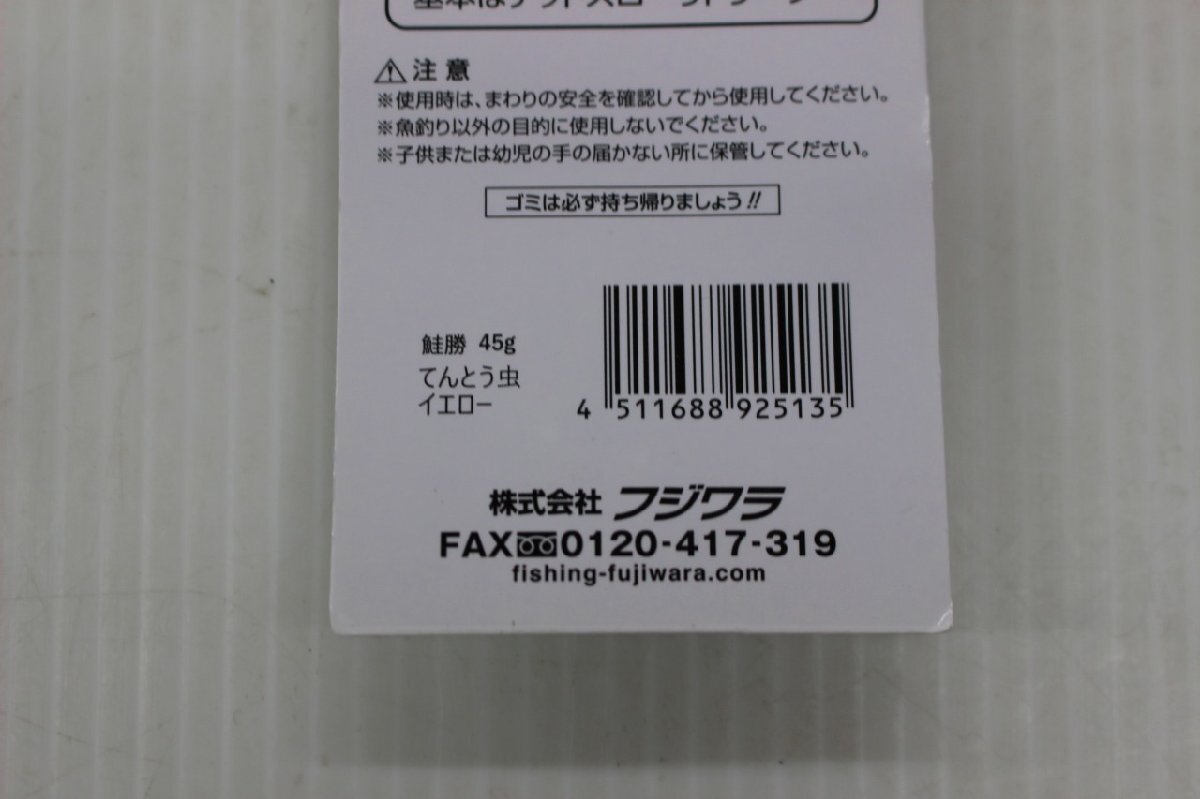 注意
※使用時は、まわりの安全を確認してから使用してください。
※魚釣り以外の目的に使用しないでください。
※子供または幼児の手の届かない所に保管してください。
ゴミは必ず持ち帰りましょう!!
鮭勝 45g
てんとう虫
イエロー
4 511688 925135
株式会社 フジワラ
FAX 0120-417-319
fishing-fujiwara.com